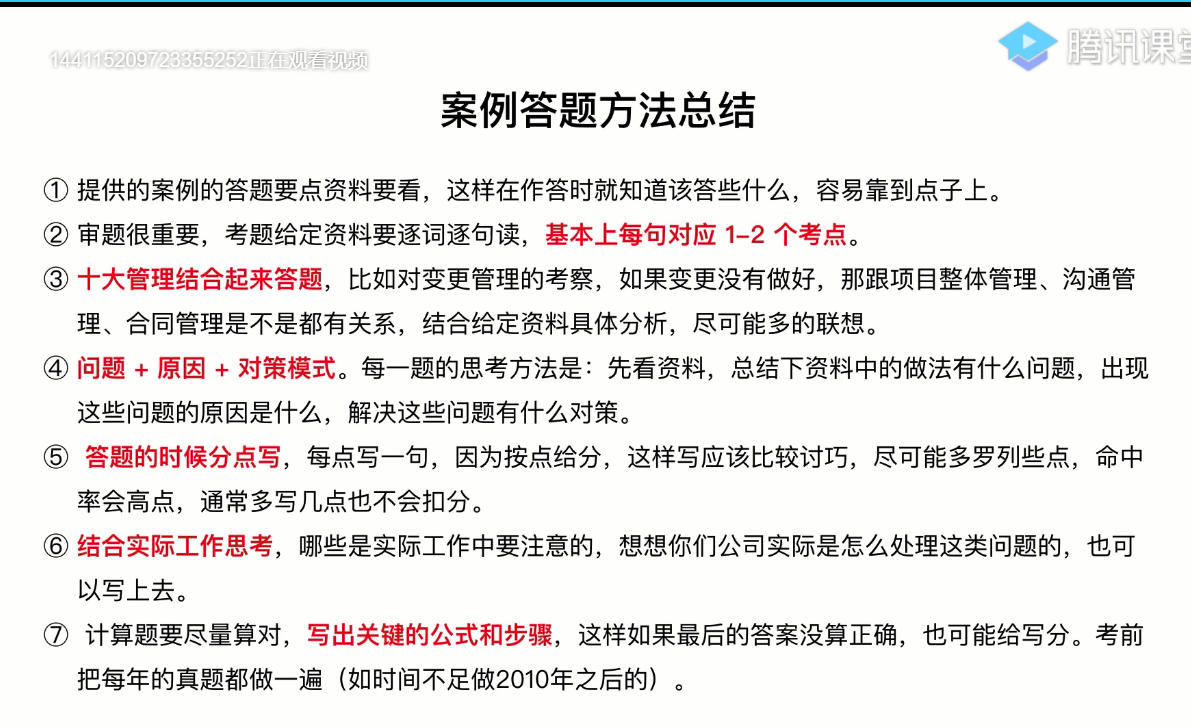 144115209723355252正在观看视频
腾讯课堂
案例答题方法总结
① 提供的案例的答题要点资料要看，这样在作答时就知道该答些什么，容易靠到点子上。
② 审题很重要，考题给定资料要逐词逐句读，基本上每句对应 1–2 个考点。
③ 十大管理结合起来答题，比如对变更管理的考察，如果变更没有做好，那跟项目整体管理、沟通管
理、合同管理是不是都有关系，结合给定资料具体分析，尽可能多的联想。
④ 问题 + 原因 + 对策模式。每一题的思考方法是：先看资料，总结下资料中的做法有什么问题，出现
这些问题的原因是什么，解决这些问题有什么对策。
⑤ 答题的时候分点写，每点写一句，因为按点给分，这样写应该比较讨巧，尽可能多罗列些点，命中
率会高点，通常多写几点也不会扣分。
⑥ 结合实际工作思考，哪些是实际工作中要注意的，想想你们公司实际是怎么处理这类问题的，也可
以写上去。
⑦ 计算题要尽量算对，写出关键的公式和步骤，这样如果最后的答案没算正确，也可能给写分。考前
把每年的真题都做一遍（如时间不足做2010年之后的）。